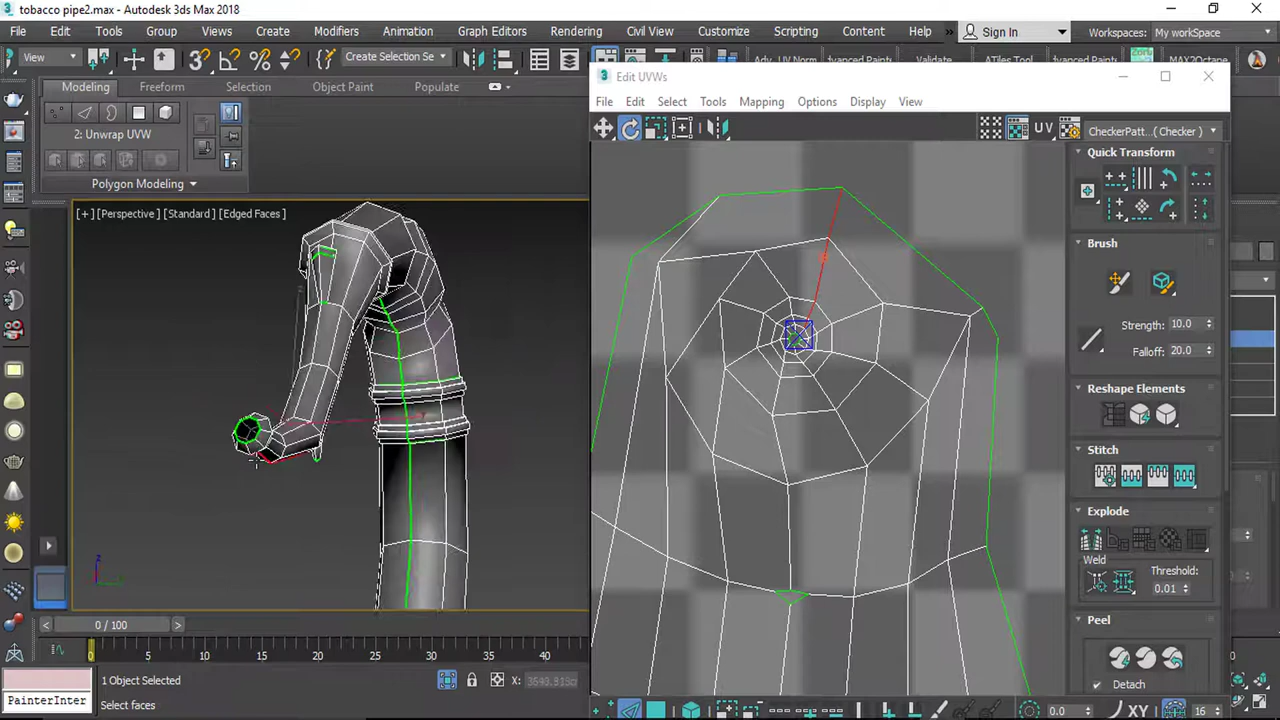 tobacco pipe2.max - Autodesk 3ds Max 2018
File Edit Tools Group Views Create Modifiers Animation Graph Editors Rendering Civil View Customize Scripting Content Help Sign In Workspaces: My workSpace
View Create Selection Se
Modeling Freeform Selection Object Paint Populate
2: Unwrap UVW
Polygon Modeling
[+] [Perspective] [Standard] [Edged Faces]
Edit UVWs
File Edit Select Tools Mapping Options Display View
UV CheckerPatt...( Checker )
Quick Transform
Brush
Strength: 10.0
Falloff: 20.0
Reshape Elements
Stitch
Explode
Weld
Threshold:
0.01
Peel
Detach
0.0 XY 16
z
0 / 100
5 10 15 20 25 30 35 40
1 Object Selected X: 3593.939cm
PainterInter Select faces